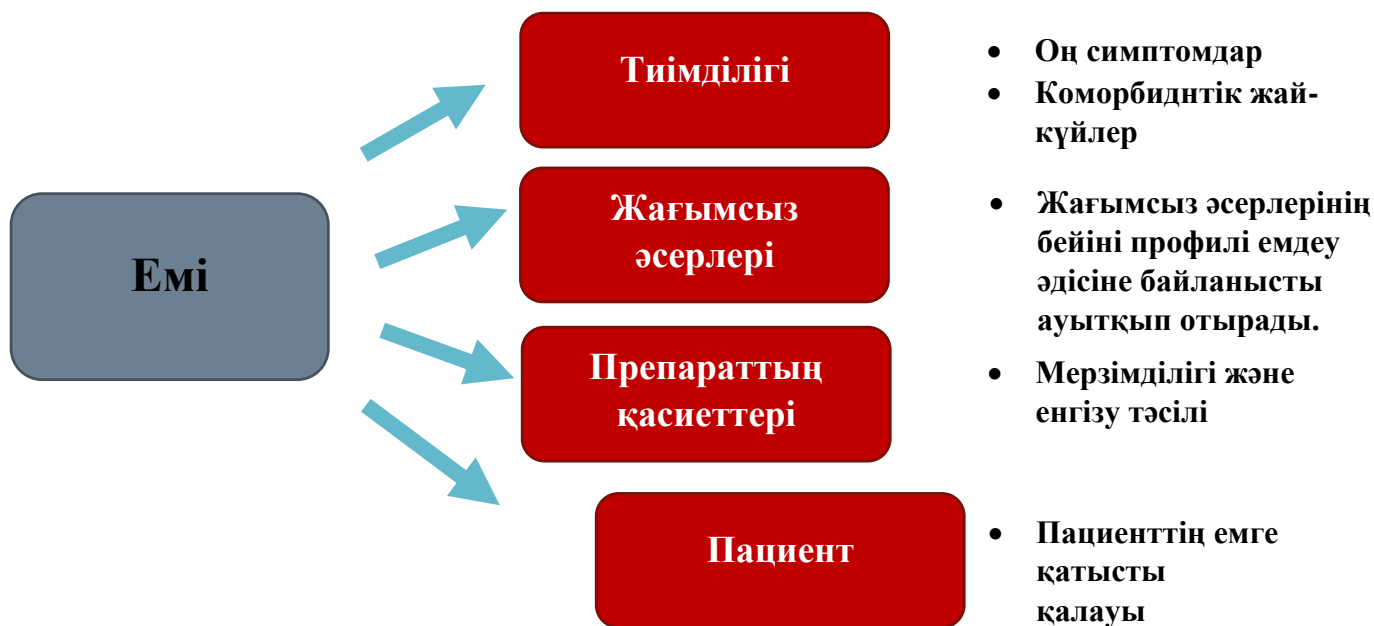 Емі
Тиімділігі
• Оң симптомдар
• Коморбиднтік жай-
күйлер
Жағымсыз
әсерлері
• Жағымсыз әсерлерінің
бейіні профилі емдеу
әдісіне байланысты
ауытқып отырады.
Препараттың
қасиеттері
• Мерзімділігі және
енгізу тәсілі
Пациент
• Пациенттің емге
қатысты
қалауы